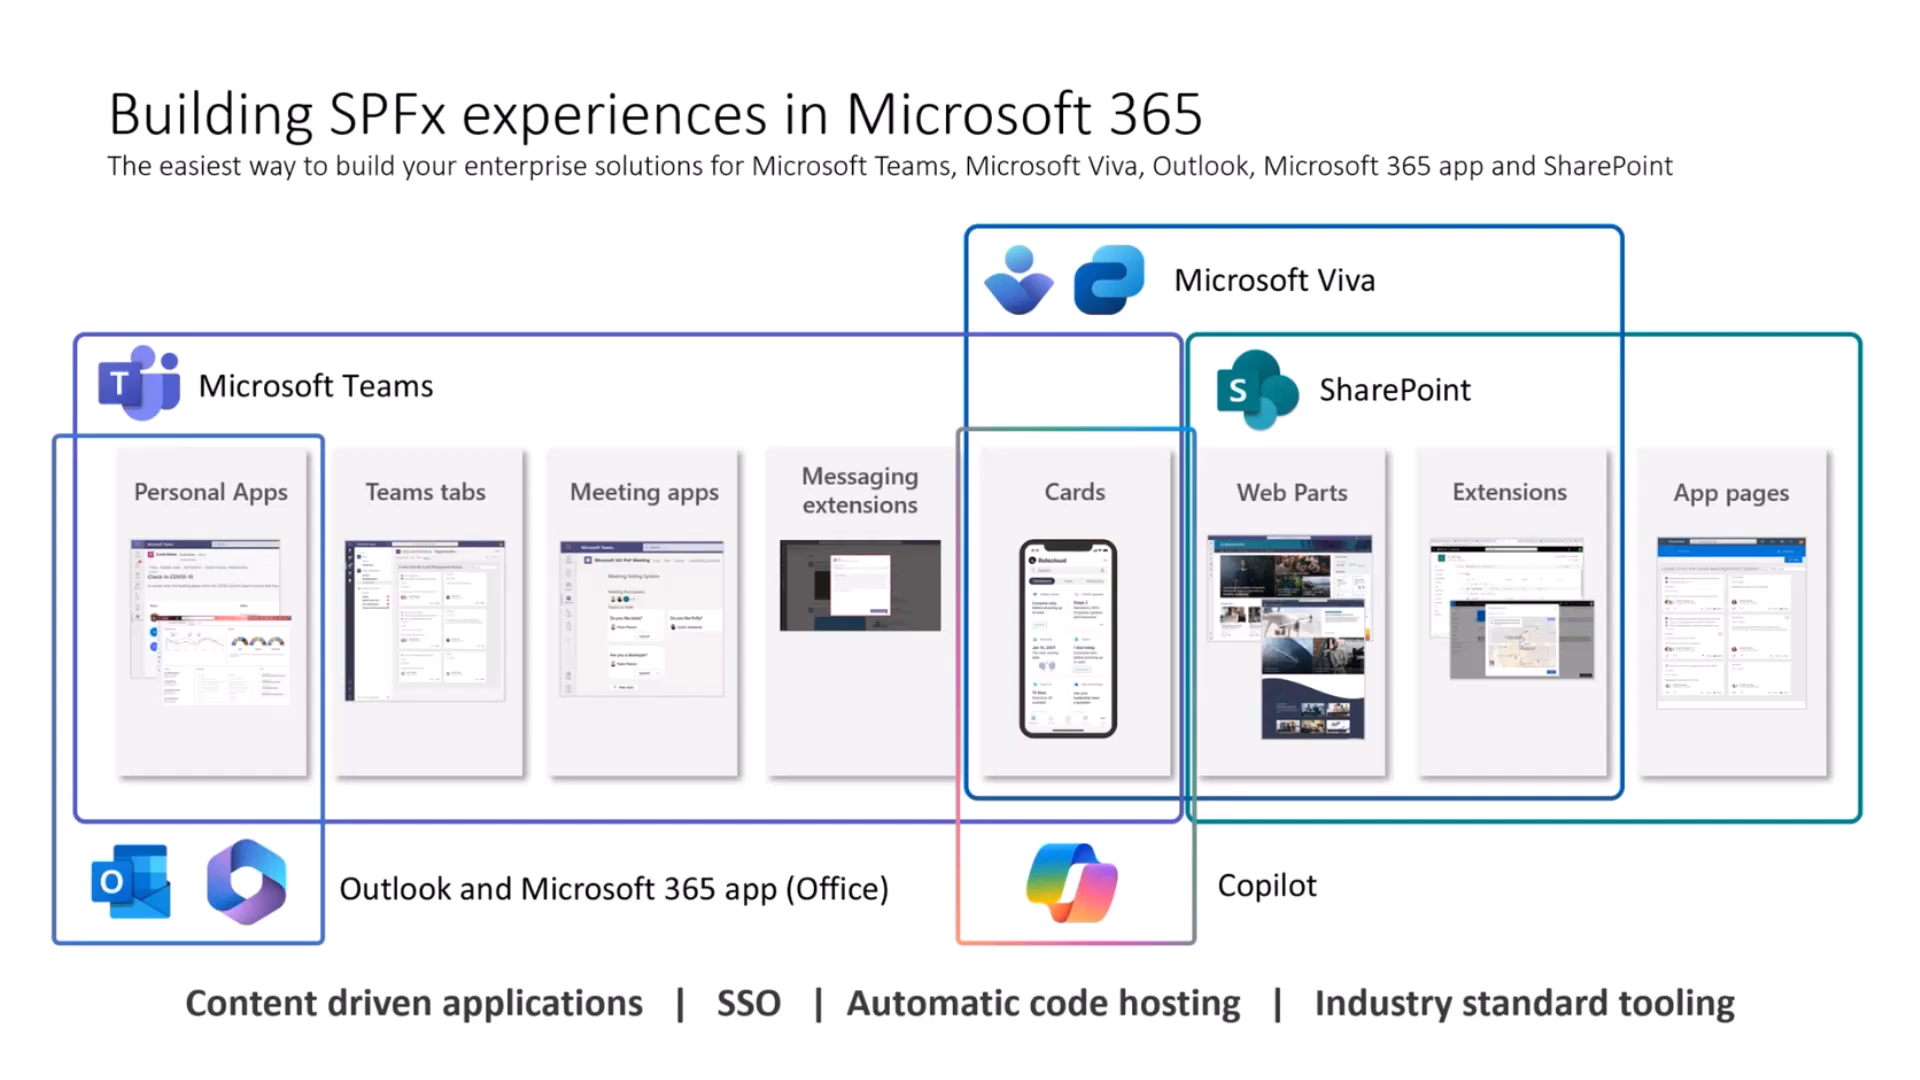 Building SPFx experiences in Microsoft 365
The easiest way to build your enterprise solutions for Microsoft Teams, Microsoft Viva, Outlook, Microsoft 365 app and SharePoint
Microsoft Viva
T
Microsoft Teams
S
SharePoint
Personal Apps
Teams tabs
Meeting apps
Messaging
extensions
Cards
Web Parts
Extensions
App pages
O
Outlook and Microsoft 365 app (Office)
Copilot
Content driven applications | SSO | Automatic code hosting | Industry standard tooling